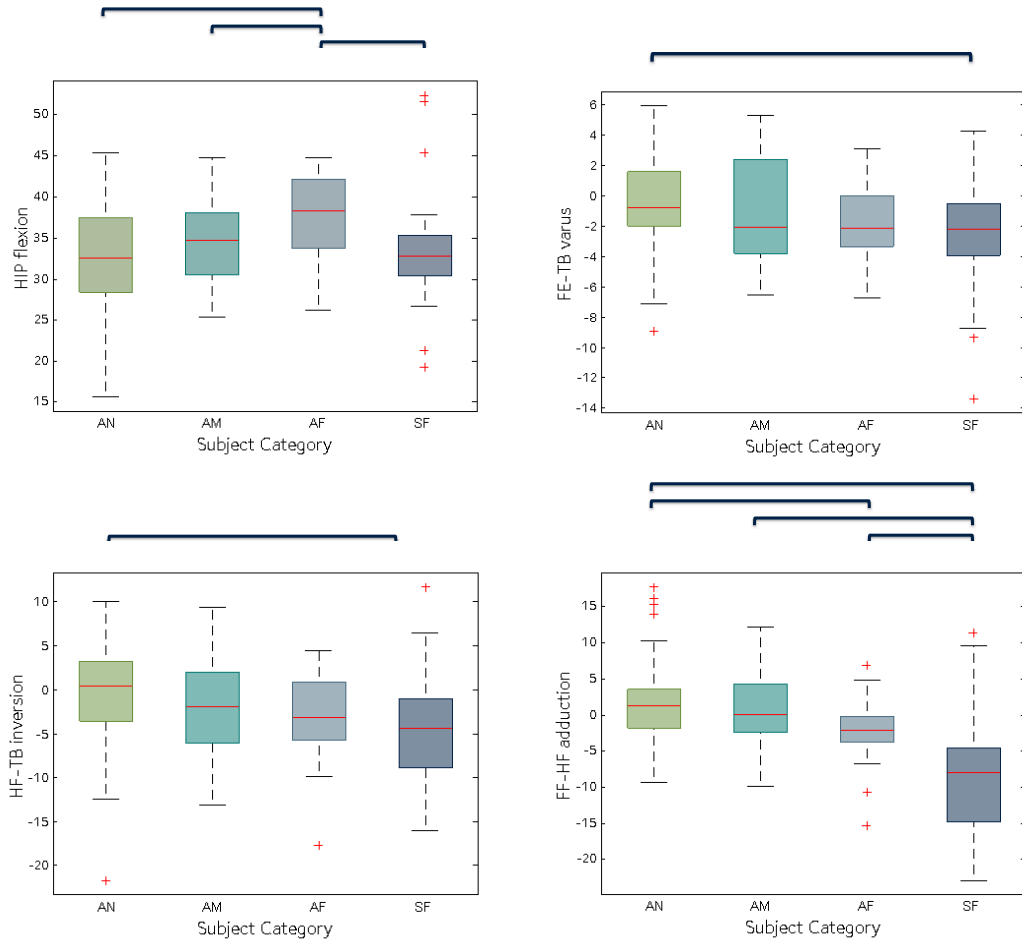 HIP flexion
50
45
40
35
30
25
20
15
AN AM AF SF
Subject Category
FE-TB varus
6
4
2
0
-2
-4
-6
-8
-10
-12
-14
AN AM AF SF
Subject Category
HF-TB inversion
10
5
0
-5
-10
-15
-20
AN AM AF SF
Subject Category
FF-HF adduction
15
10
5
0
-5
-10
-15
-20
AN AM AF SF
Subject Category